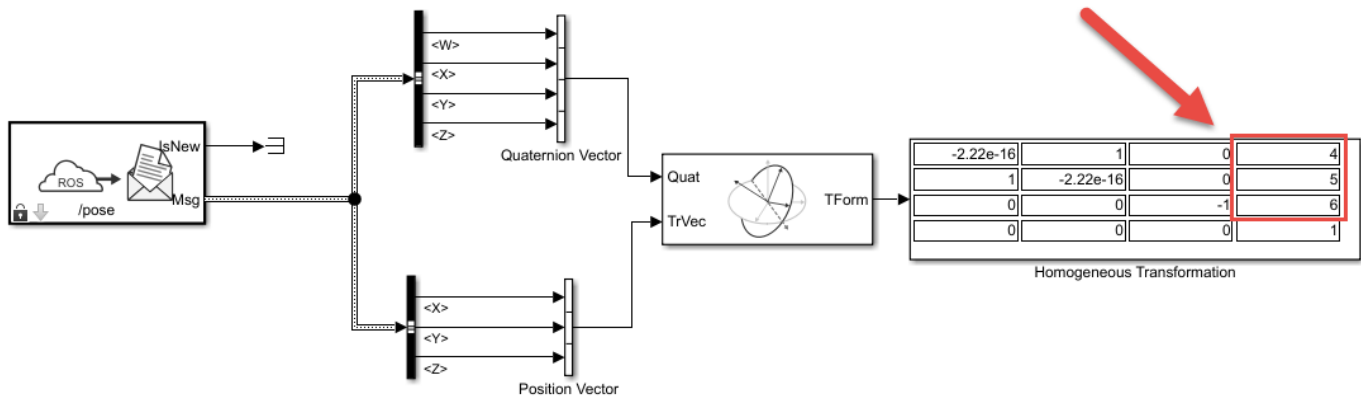 IsNew
ROS
Msg
/pose
<W>
<X>
<Y>
<Z>
Quaternion Vector
<X>
<Y>
<Z>
Position Vector
Quat
TrVec
TForm
-2.22e-16 1 0 4
1 -2.22e-16 0 5
0 0 -1 6
0 0 0 1
Homogeneous Transformation